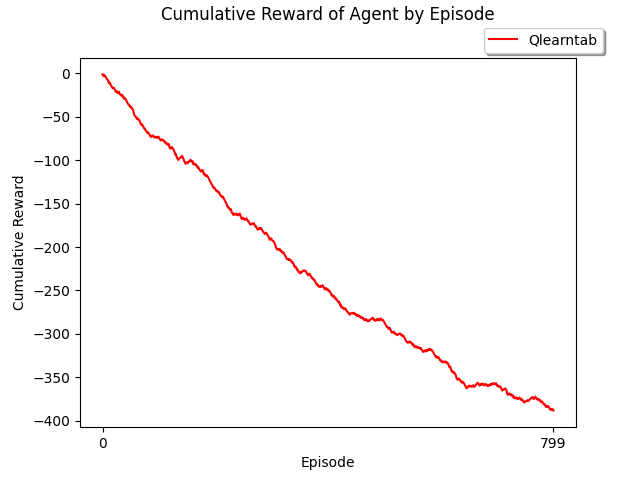 Cumulative Reward of Agent by Episode
Qlearntab
0
−50
−100
−150
−200
−250
−300
−350
−400
Cumulative Reward
0 799
Episode